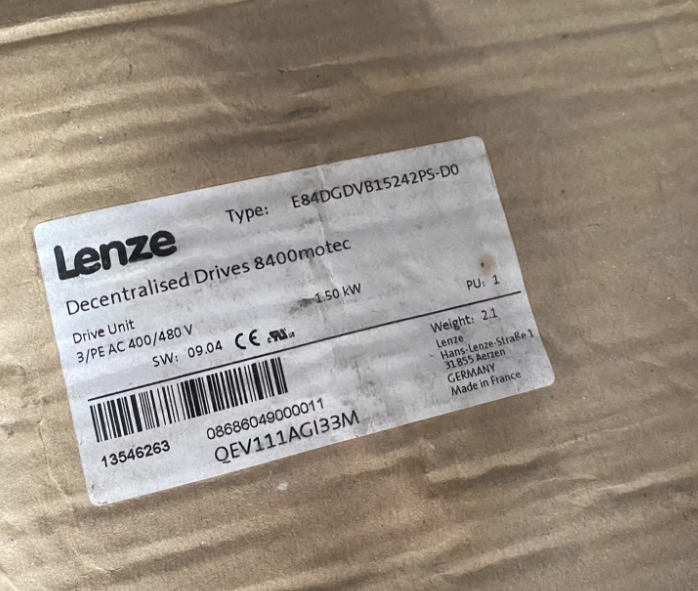 Type: E84DGDVB15242PS-D0
Lenze
Decentralised Drives 8400motec
Drive Unit 1.50 kW PU: 1
3/PE AC 400/480 V
SW: 09.04 CE
Weight: 2.1
Lenze
Hans-Lenze-Straße 1
31855 Aerzen
GERMANY
Made in France
13546263 08686049000011
QEV111AGI33M